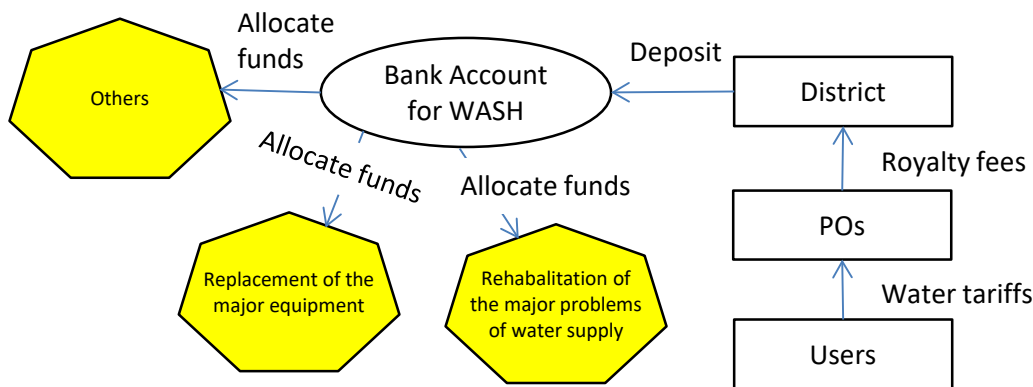 Allocate
funds
Others
Bank Account
for WASH
Deposit
District
Allocate funds
Allocate funds
Royalty fees
POs
Replacement of the
major equipment
Rehabalitation of
the major problems
of water supply
Water tariffs
Users